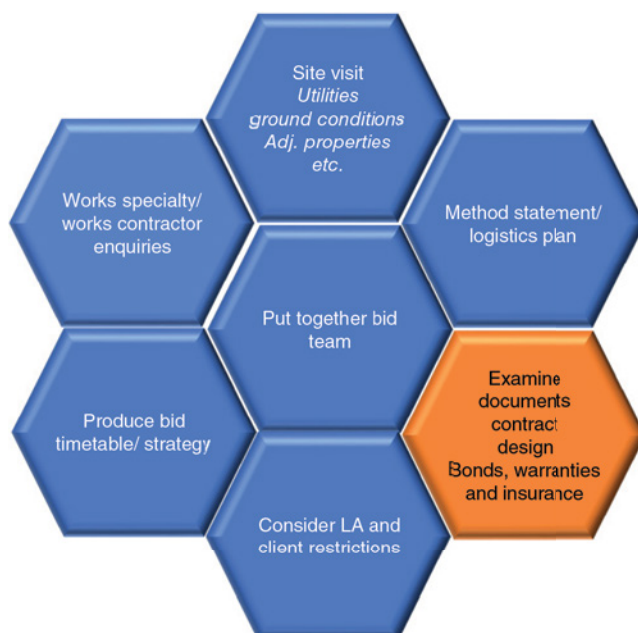 Site visit
Utilities
ground conditions
Adj. properties
etc.
Works specialty/
works contractor
enquiries
Method statement/
logistics plan
Put together bid
team
Produce bid
timetable/ strategy
Examine
documents
contract
design
Bonds, warranties
and insurance
Consider LA and
client restrictions